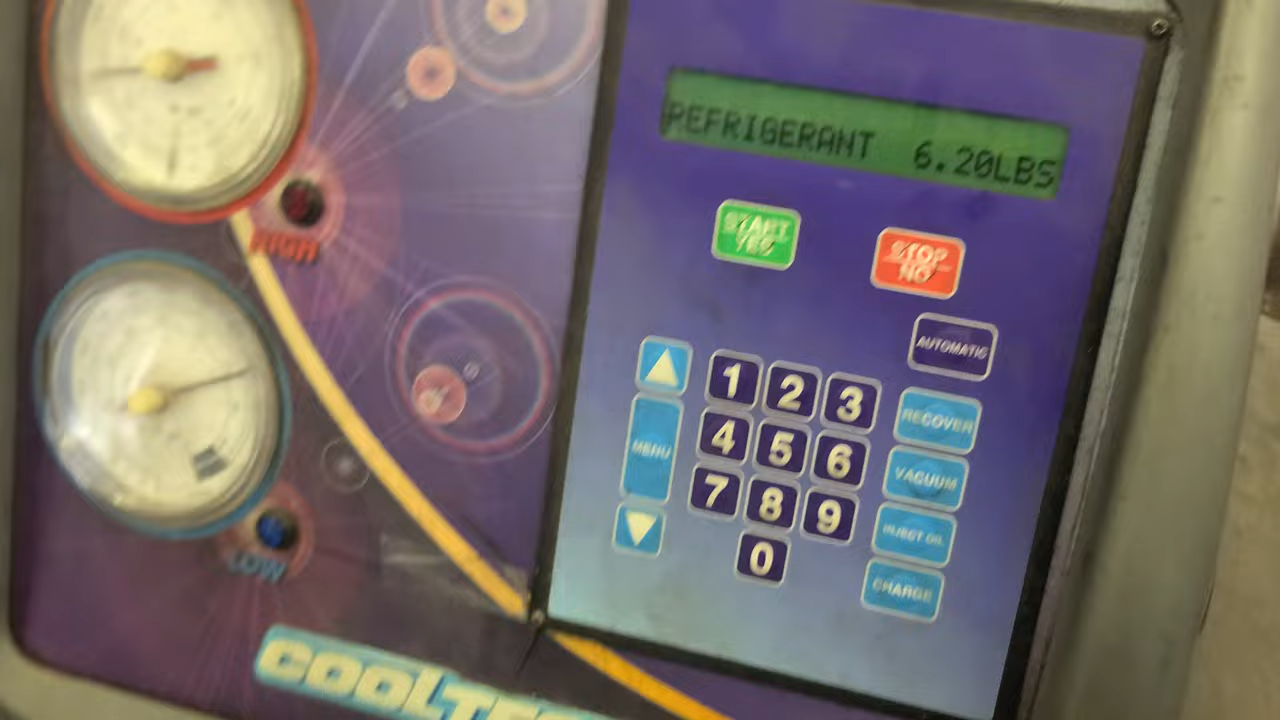 REFRIGERANT 6.20LBS
START
YES
STOP
NO
HIGH
AUTOMATIC
1 2 3
RECOVER
MENU
4 5 6
VACUUM
7 8 9
INJECT OIL
0
CHARGE
LOW
COOLTE